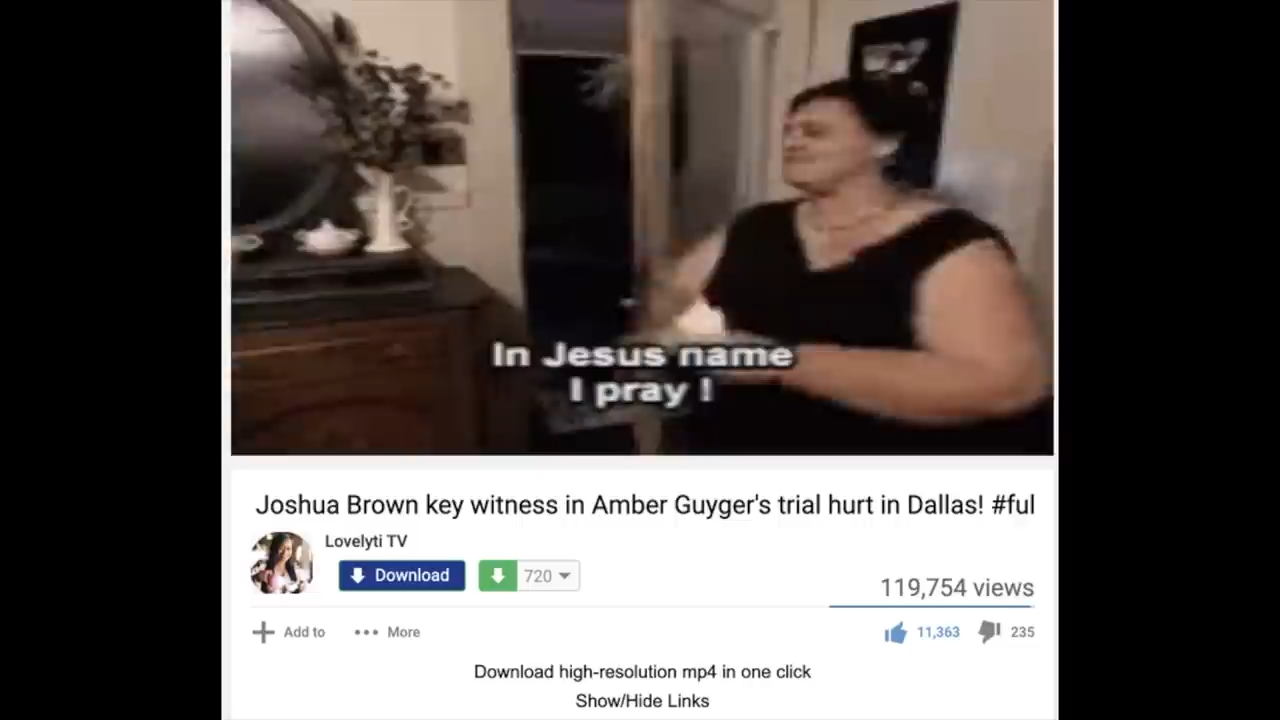 In Jesus name
I pray !
Joshua Brown key witness in Amber Guyger's trial hurt in Dallas! #ful
Lovelyti TV
Download
720
119,754 views
Add to
More
11,363
235
Download high-resolution mp4 in one click
Show/Hide Links